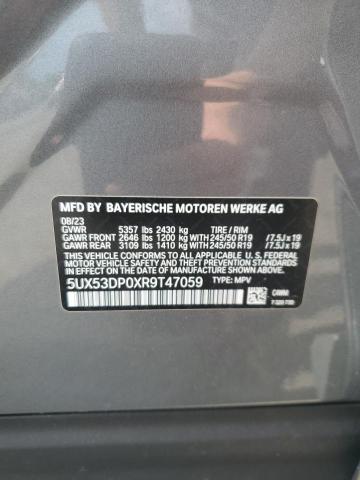 MFD BY BAYERISCHE MOTOREN WERKE AG
08/23
GVWR 5357 lbs 2430 kg TIRE / RIM
GAWR FRONT 2646 lbs 1200 kg WITH 245/50 R19 /7.5J x 19
GAWR REAR 3109 lbs 1410 kg WITH 245/50 R19 /7.5J x 19
THIS VEHICLE CONFORMS TO ALL APPLICABLE U.S. FEDERAL
MOTOR VEHICLE SAFETY STANDARDS IN EFFECT ON
THE DATE OF MANUFACTURE SHOWN ABOVE.
5UX53DP0XR9T47059 TYPE: MPV